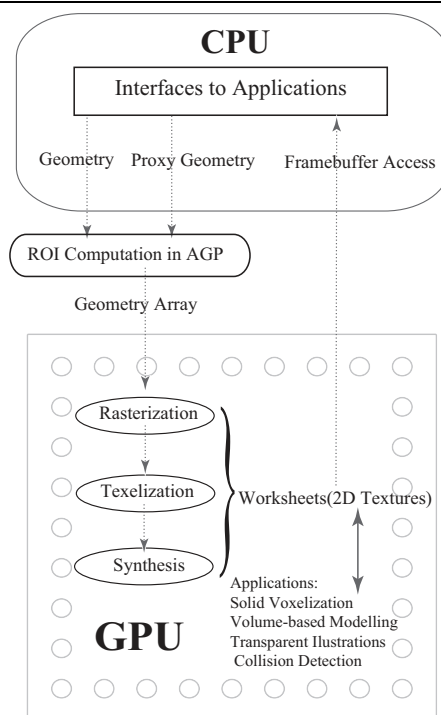 CPU
Interfaces to Applications
Geometry
Proxy Geometry
Framebuffer Access
ROI Computation in AGP
Geometry Array
Rasterization
Texelization
Synthesis
Worksheets(2D Textures)
Applications:
Solid Voxelization
Volume-based Modelling
Transparent Ilustrations
Collision Detection
GPU